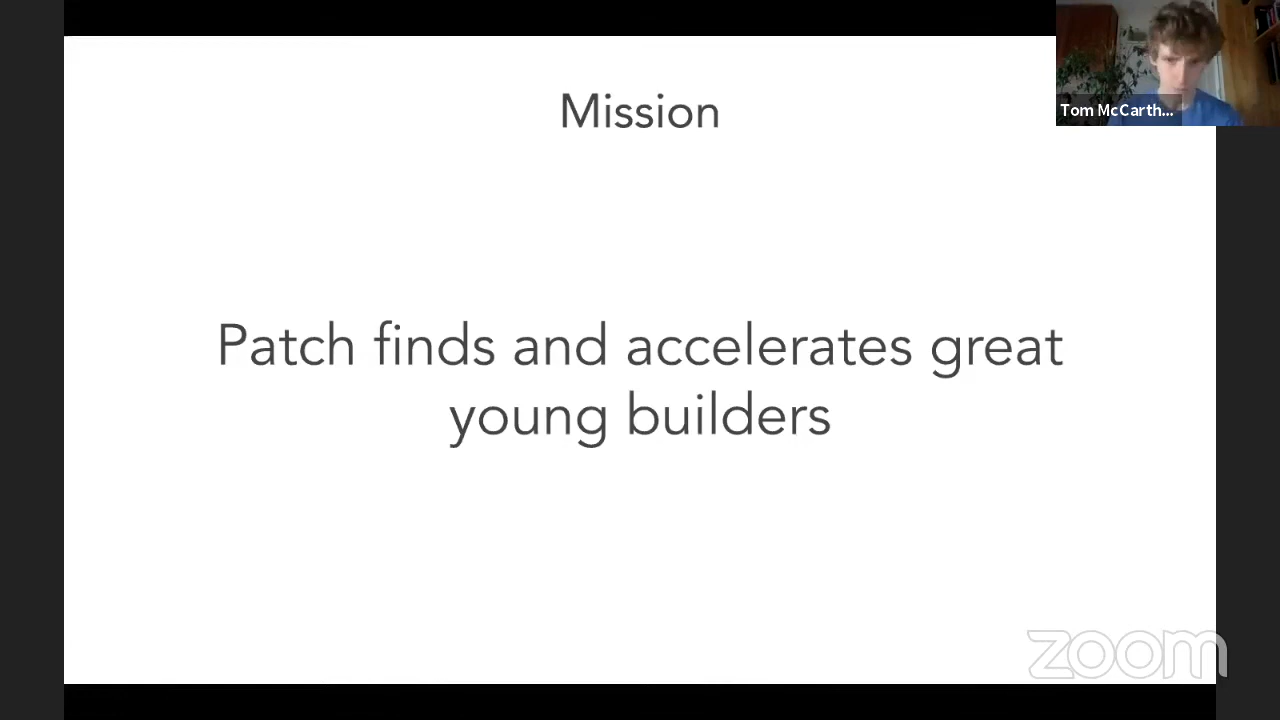 Mission
Tom McCarth...
Patch finds and accelerates great
young builders
zoom